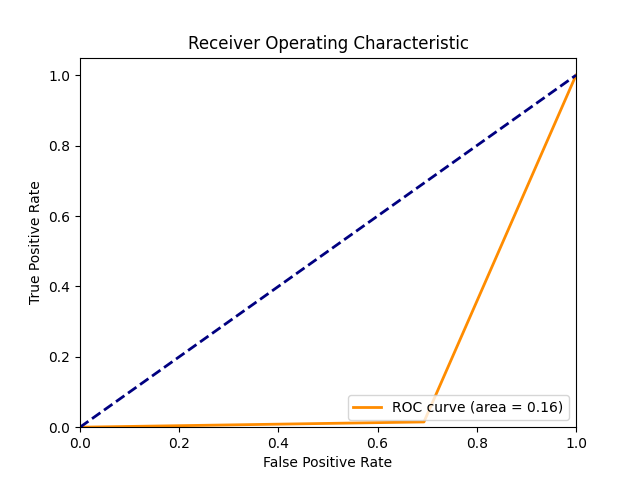 Receiver Operating Characteristic
1.0
0.8
0.6
0.4
0.2
0.0
True Positive Rate
ROC curve (area = 0.16)
0.0 0.2 0.4 0.6 0.8 1.0
False Positive Rate